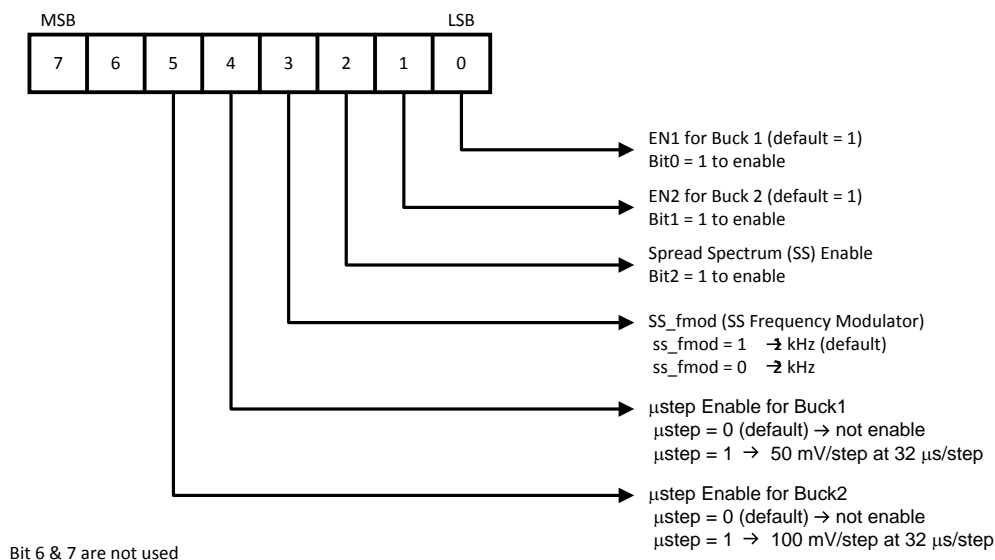 MSB LSB
7 6 5 4 3 2 1 0
EN1 for Buck 1 (default = 1)
Bit0 = 1 to enable
EN2 for Buck 2 (default = 1)
Bit1 = 1 to enable
Spread Spectrum (SS) Enable
Bit2 = 1 to enable
SS_fmod (SS Frequency Modulator)
ss_fmod = 1 → 1 kHz (default)
ss_fmod = 0 → 2 kHz
μstep Enable for Buck1
μstep = 0 (default) → not enable
μstep = 1 → 50 mV/step at 32 μs/step
μstep Enable for Buck2
μstep = 0 (default) → not enable
μstep = 1 → 100 mV/step at 32 μs/step
Bit 6 & 7 are not used